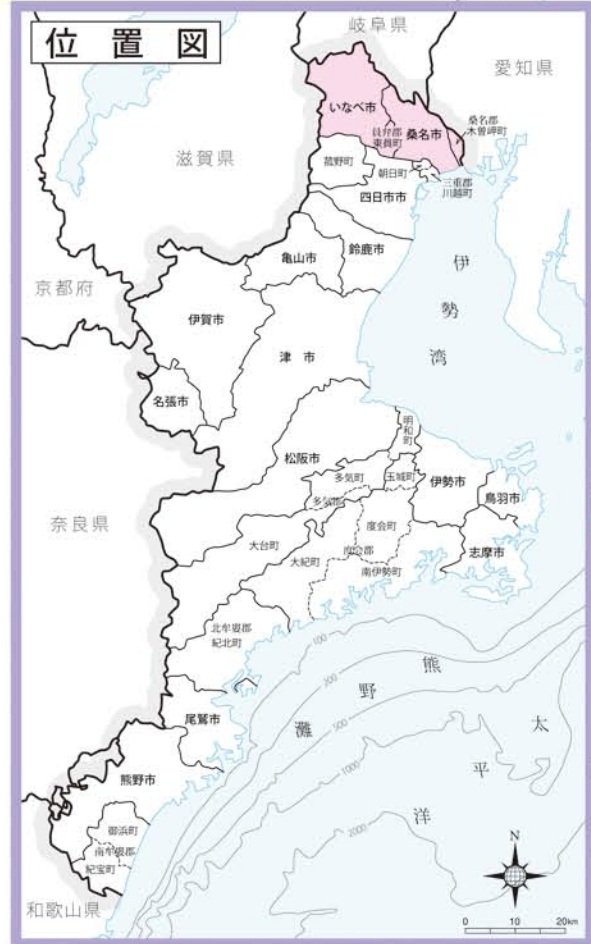 位置図
岐阜県
愛知県
いなべ市
桑名市
桑名郡
木曽岬町
員弁郡
東員町
滋賀県
菰野町
朝日町
三重郡
川越町
四日市市
亀山市
鈴鹿市
伊勢湾
京都府
伊賀市
津市
名張市
松阪市
明和町
多気町
玉城町
伊勢市
鳥羽市
多気郡
度会町
奈良県
大台町
大紀町
度会郡
志摩市
南伊勢町
北牟婁郡
紀北町
100
200
500
1000
2000
熊野灘
太平洋
尾鷲市
熊野市
御浜町
南牟婁郡
紀宝町
和歌山県
N
0 10 20km